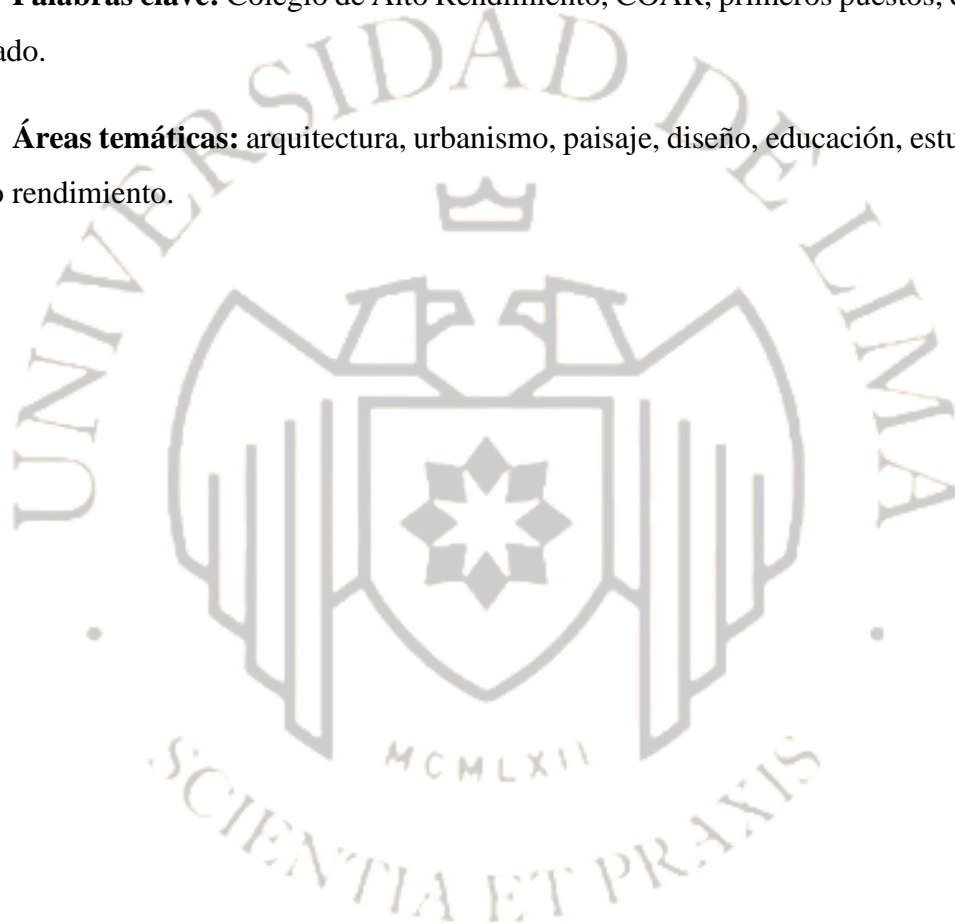 Palabras clave: Colegio de Alto Rendimiento, COAR, primeros puestos,
ado.
Áreas temáticas: arquitectura, urbanismo, paisaje, diseño, educación, estu
o rendimiento.
UNIVERSIDAD DE LIMA
MCMLXII
SCIENTIA ET PRAXIS